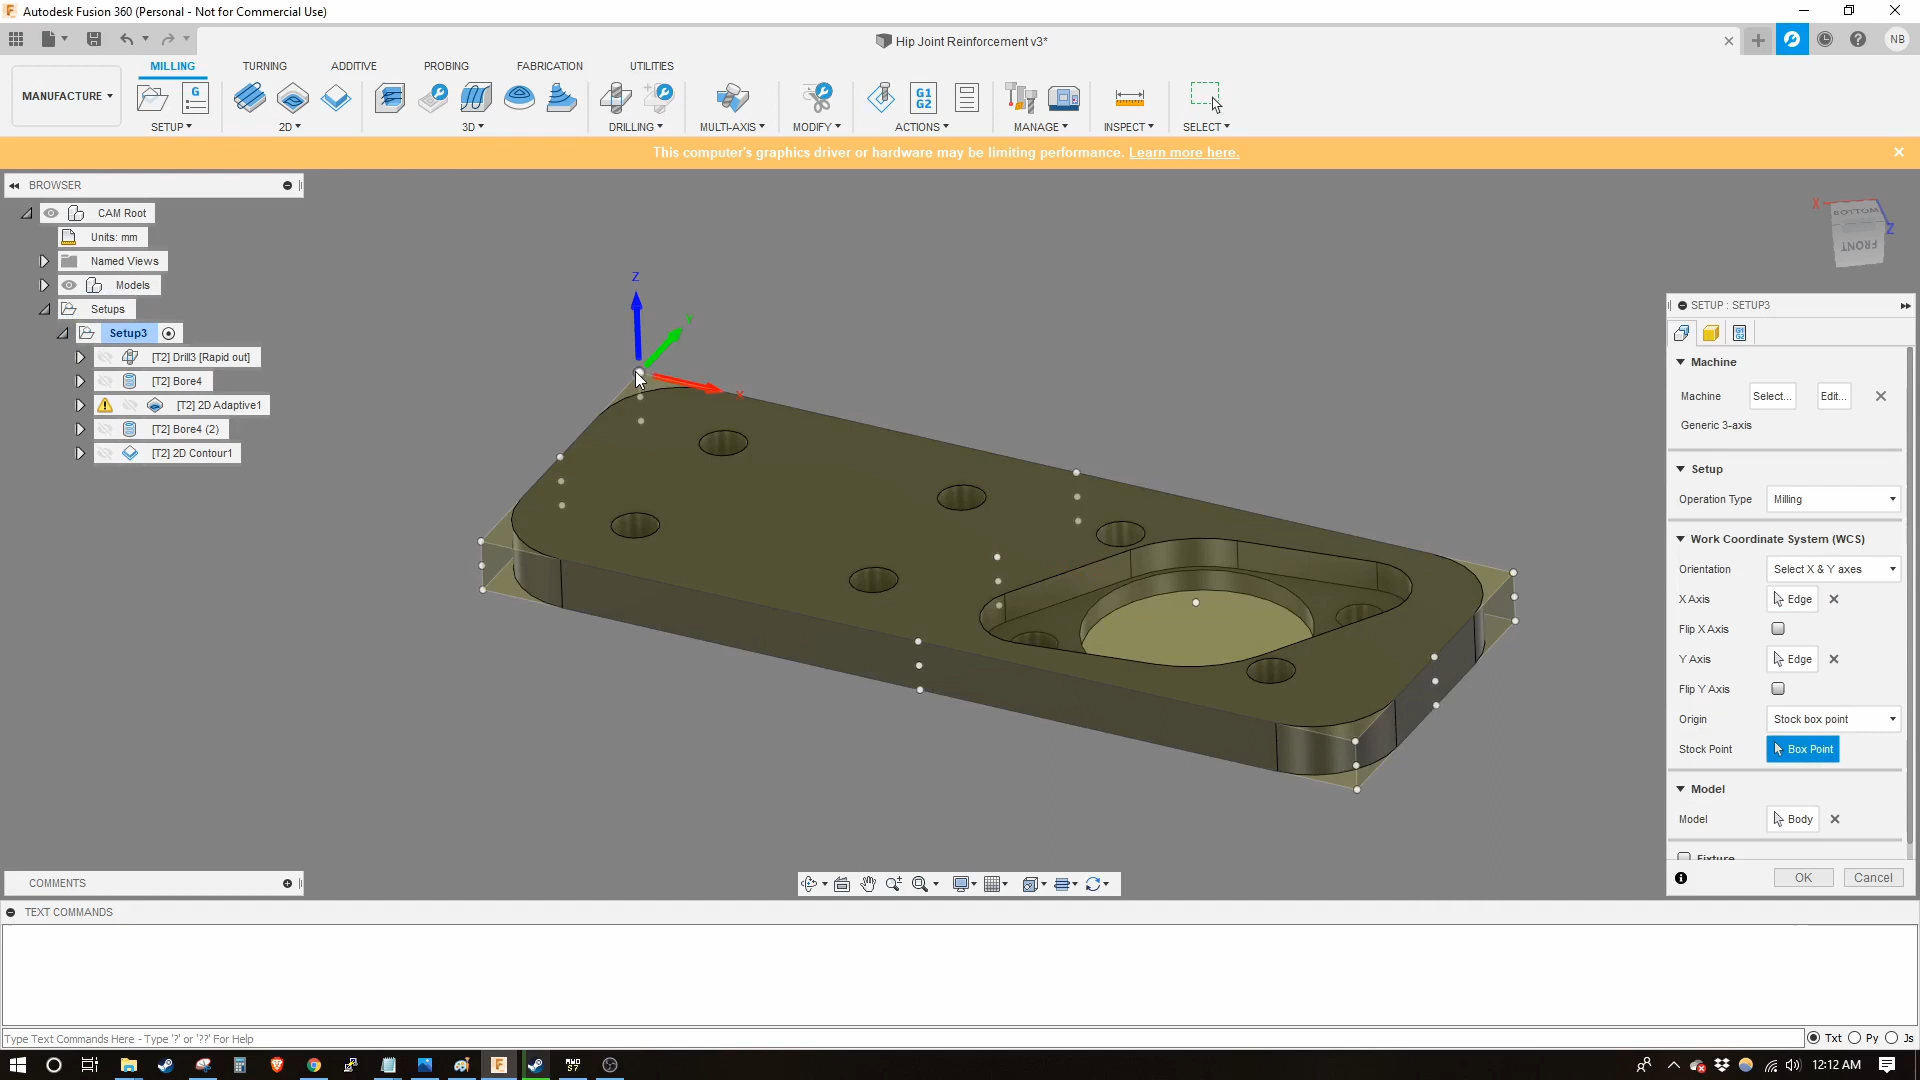 Autodesk Fusion 360 (Personal - Not for Commercial Use)
Hip Joint Reinforcement v3*
NB
MANUFACTURE
MILLING
TURNING
ADDITIVE
PROBING
FABRICATION
UTILITIES
SETUP
2D
3D
DRILLING
MULTI-AXIS
MODIFY
ACTIONS
MANAGE
INSPECT
SELECT
G
G1
G2
This computer's graphics driver or hardware may be limiting performance. Learn more here.
BROWSER
CAM Root
Units: mm
Named Views
Models
Setups
Setup3
[T2] Drill3 [Rapid out]
[T2] Bore4
[T2] 2D Adaptive1
[T2] Bore4 (2)
[T2] 2D Contour1
Z
Y
X
X
BOTTOM
Z
FRONT
SETUP : SETUP3
Machine
Machine
Select...
Edit...
Generic 3-axis
Setup
Operation Type
Milling
Work Coordinate System (WCS)
Orientation
Select X & Y axes
X Axis
Edge
Flip X Axis
Y Axis
Edge
Flip Y Axis
Origin
Stock box point
Stock Point
Box Point
Model
Model
Body
Fixture
OK
Cancel
COMMENTS
TEXT COMMANDS
Type Text Commands Here - Type '?' or '??' For Help
Txt
Py
Js
12:12 AM